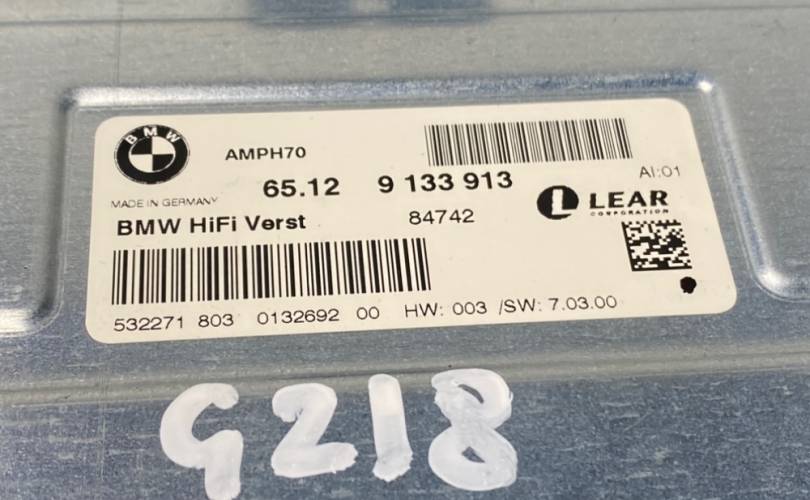 BMW
AMPH70
AI:01
65.12 9 133 913
MADE IN GERMANY
LEAR
CORPORATION
BMW HiFi Verst 84742
532271 803 0132692 00 HW: 003 /SW: 7.03.00
G218